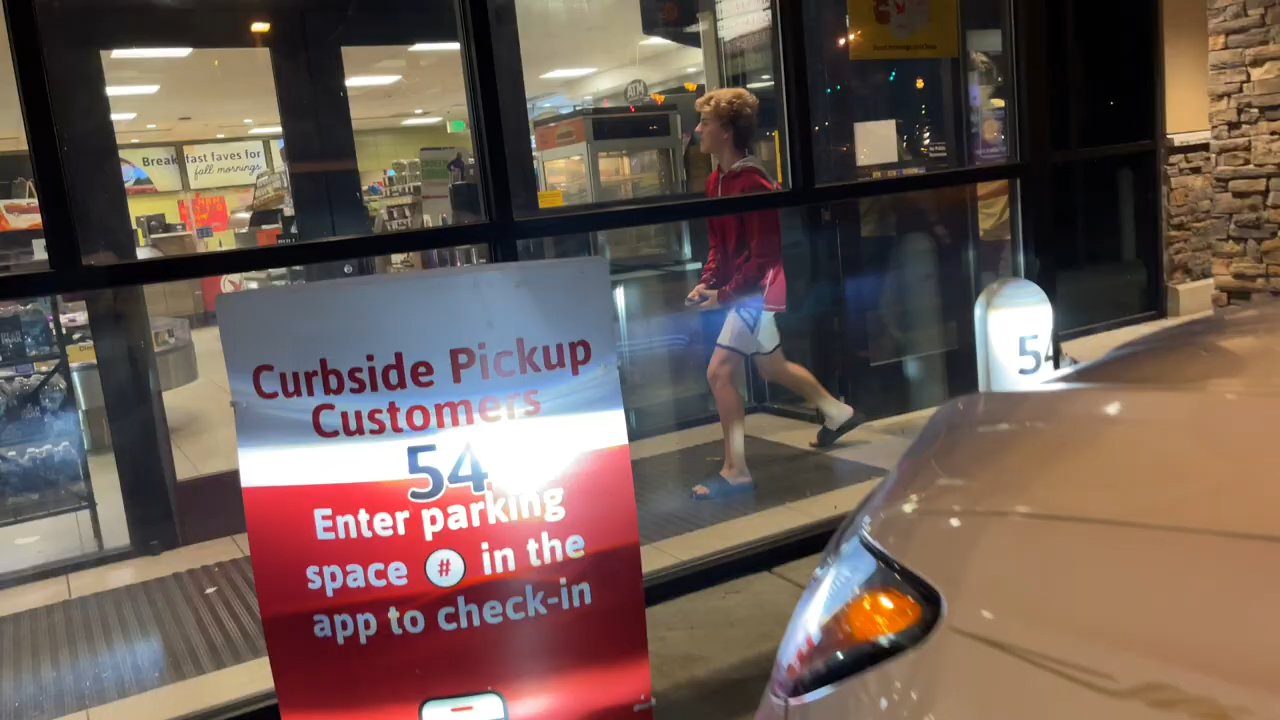 ATM
Break fast faves for
fall mornings
Curbside Pickup
Customers
54
Enter parking
space # in the
app to check-in
54